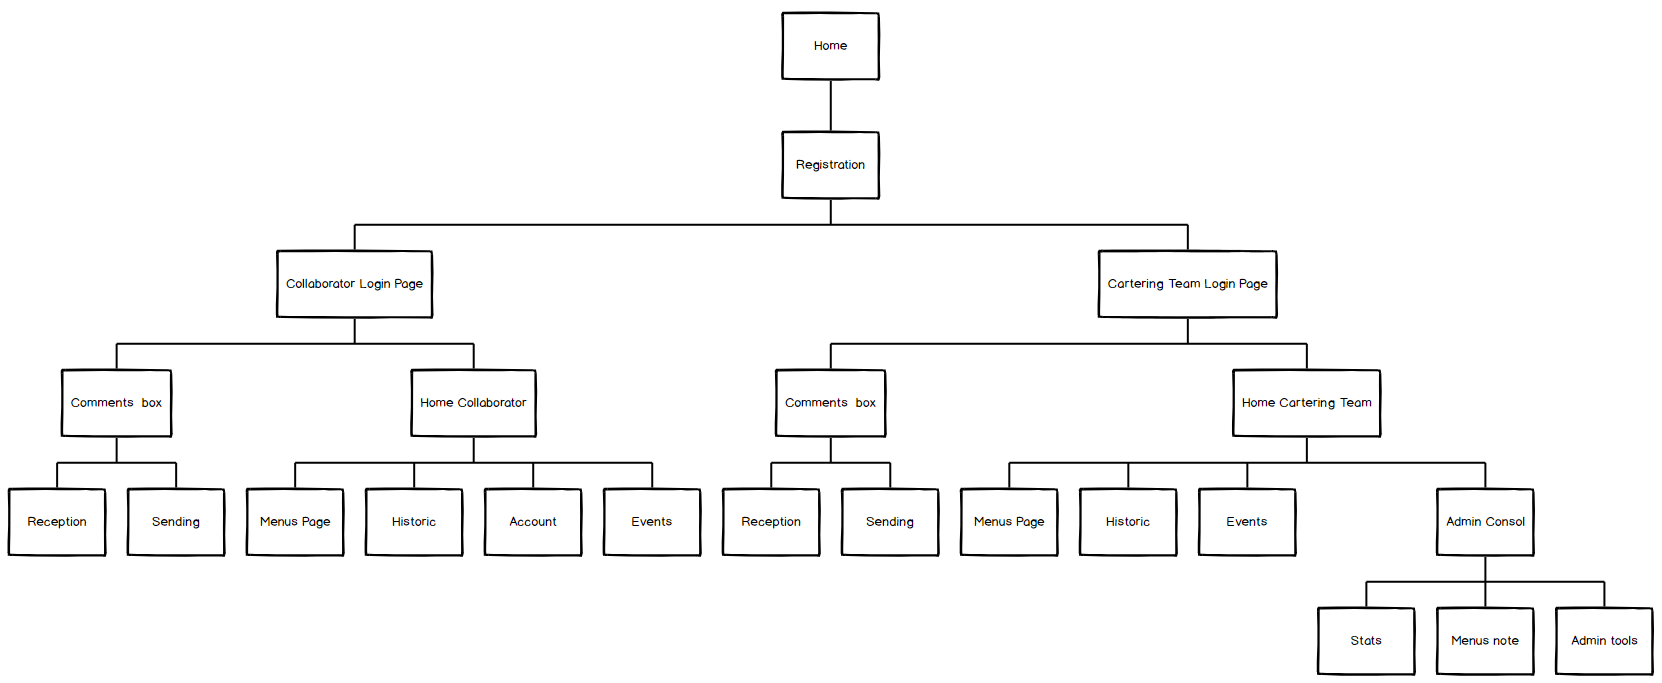 Home
Registration
Collaborator Login Page
Cartering Team Login Page
Comments box
Home Collaborator
Comments box
Home Cartering Team
Reception
Sending
Menus Page
Historic
Account
Events
Reception
Sending
Menus Page
Historic
Events
Admin Consol
Stats
Menus note
Admin tools